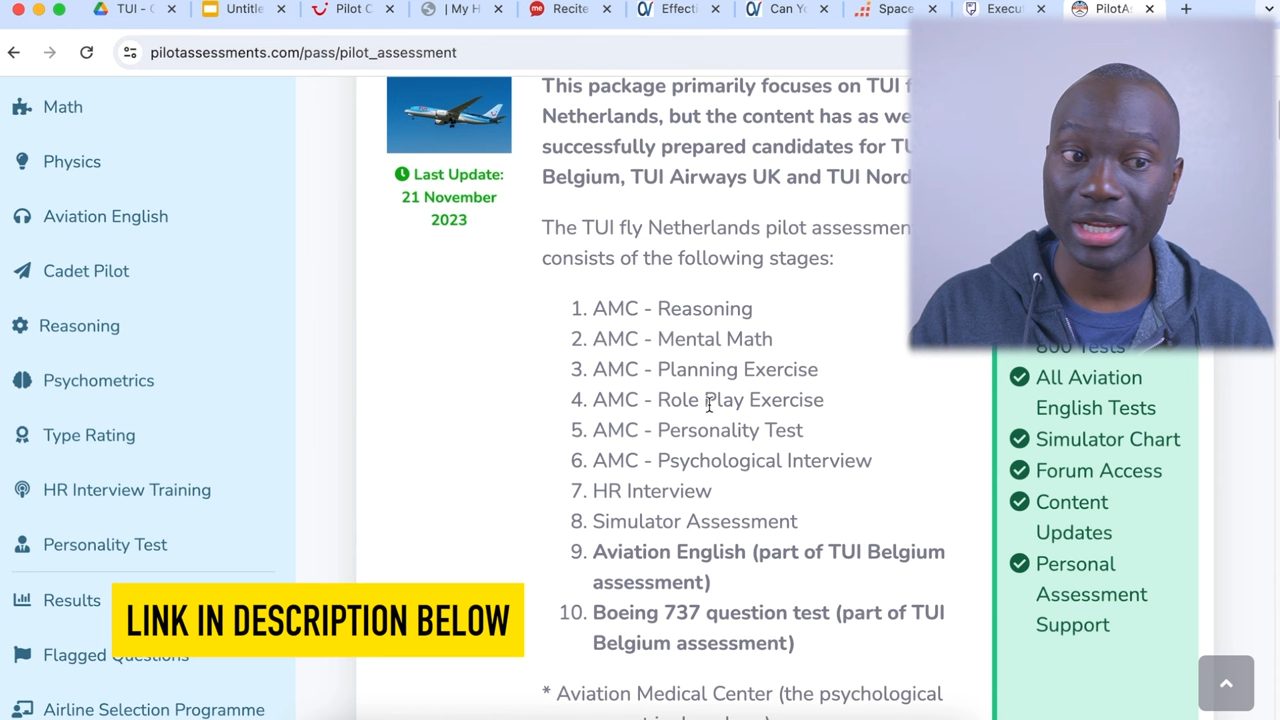 TUI - C
Untitle
Pilot C
| My H
Recite
Effecti
Can Yo
Space
Execu
PilotAs
pilotassessments.com/pass/pilot_assessment
Math
Physics
Aviation English
Cadet Pilot
Reasoning
Psychometrics
Type Rating
HR Interview Training
Personality Test
Results
Flagged Questions
Airline Selection Programme
LINK IN DESCRIPTION BELOW
Last Update:
21 November
2023
This package primarily focuses on TUI f
Netherlands, but the content has as we
successfully prepared candidates for TU
Belgium, TUI Airways UK and TUI Nord
The TUI fly Netherlands pilot assessmen
consists of the following stages:
1. AMC - Reasoning
2. AMC - Mental Math
3. AMC - Planning Exercise
4. AMC - Role Play Exercise
5. AMC - Personality Test
6. AMC - Psychological Interview
7. HR Interview
8. Simulator Assessment
9. Aviation English (part of TUI Belgium
assessment)
10. Boeing 737 question test (part of TUI
Belgium assessment)
* Aviation Medical Center (the psychological
800 Tests
All Aviation
English Tests
Simulator Chart
Forum Access
Content
Updates
Personal
Assessment
Support